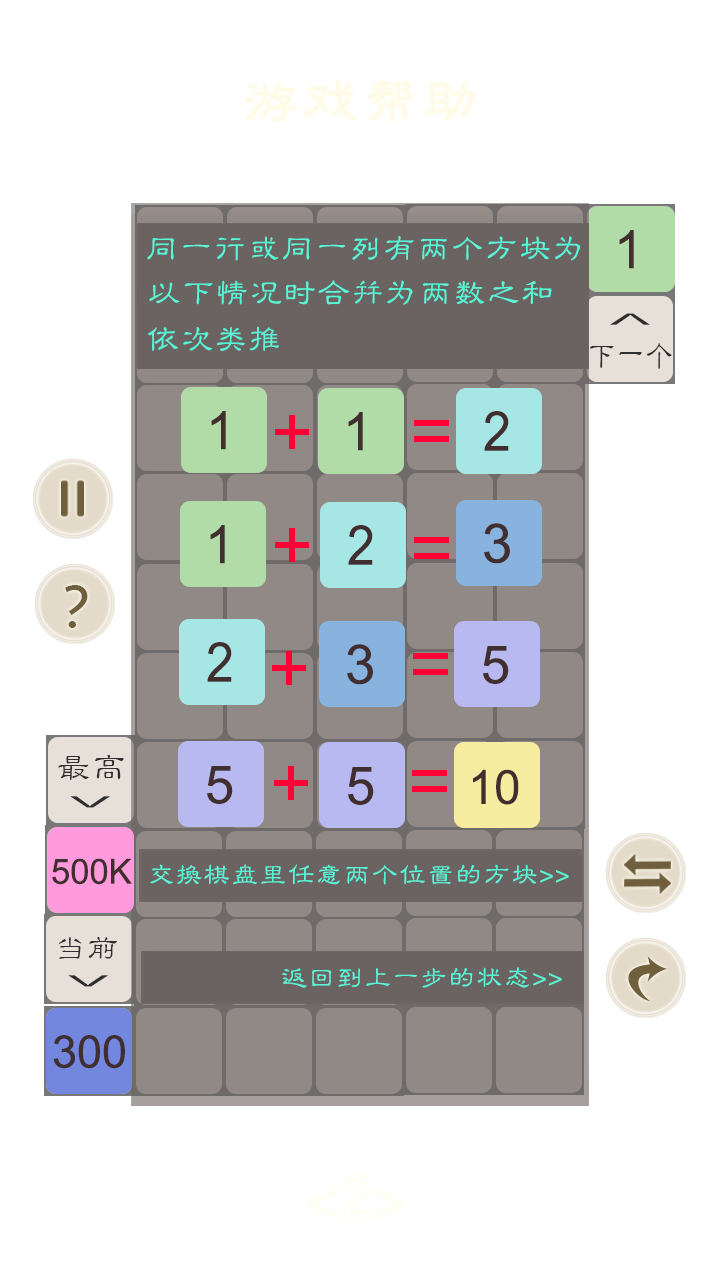 游戏帮助
同一行或同一列有两个方块为
以下情况时合并为两数之和
依次类推
1
下一个
1 + 1 = 2
1 + 2 = 3
?
2 + 3 = 5
最高
5 + 5 = 10
500K
交换棋盘里任意两个位置的方块>>
当前
返回到上一步的状态>>
300